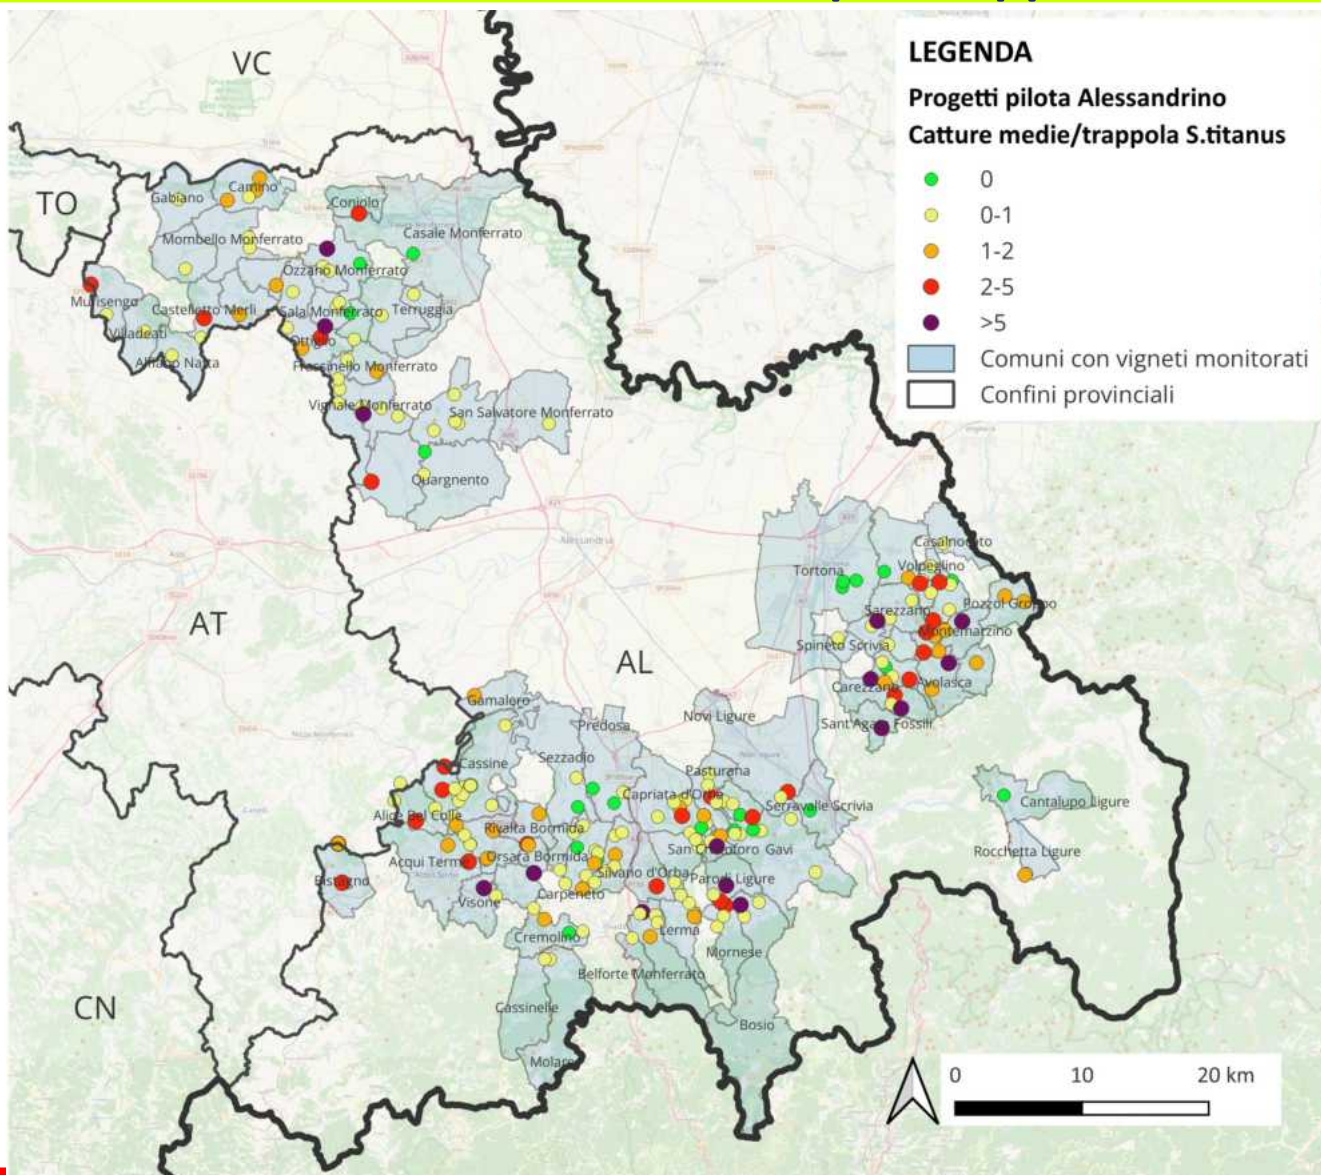 VC
LEGENDA
Progetti pilota Alessandrino
Catture medie/trappola S.titanus
0
0-1
1-2
2-5
>5
Comuni con vigneti monitorati
Confini provinciali
TO
Gabiano
Camino
Coniolo
Casale Monferrato
Mombello Monferrato
Ozzano Monferrato
Murisengo
Castelletto Merli
Sala Monferrato
Terruggia
Villadeati
Ottiglio
Alfiano Natta
Frassinello Monferrato
Vignale Monferrato
San Salvatore Monferrato
Quargnento
Alessandria
Casalnoceto
Tortona
Volpeglino
Sarezzano
Pozzol Groppo
AT
Montemarzino
Spineto Scrivia
AL
Carezzano
Avolasca
Gamalero
Novi Ligure
Sant'Agata Fossili
Predosa
Cassine
Sezzadio
Pasturana
Capriata d'Orba
Serravalle Scrivia
Cantalupo Ligure
Alice Bel Colle
Rivalta Bormida
San Cristoforo
Gavi
Rocchetta Ligure
Acqui Terme
Orsara Bormida
Bistagno
Silvano d'Orba
Parodi Ligure
Visone
Carpeneto
Cremolino
Lerma
Mornese
Belforte Monferrato
CN
Cassinelle
Bosio
Molare
0
10
20 km